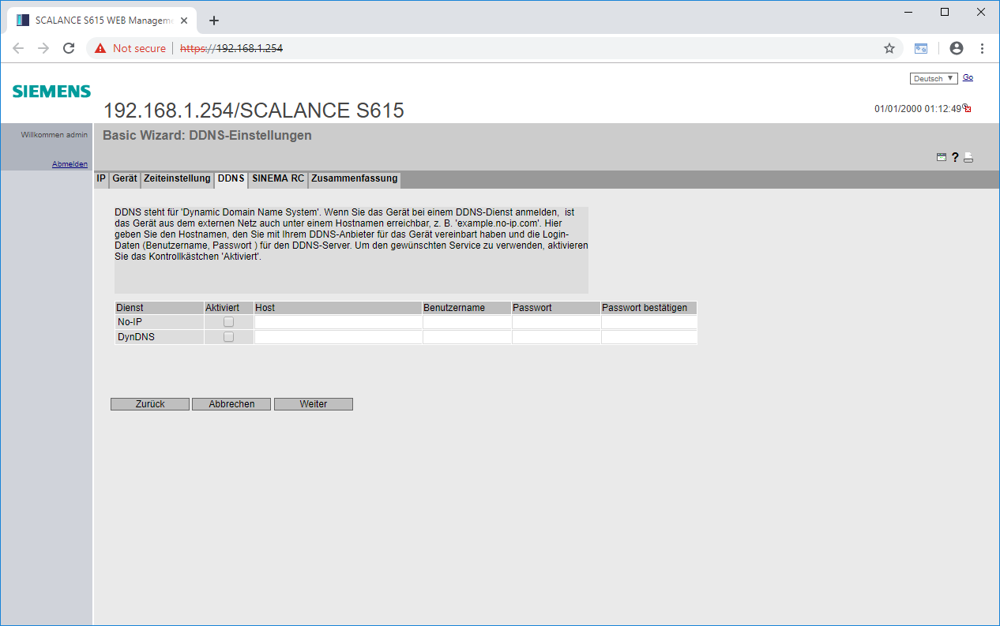 SCALANCE S615 WEB Manageme
Not secure
https://192.168.1.254
SIEMENS
Deutsch
Go
192.168.1.254/SCALANCE S615
01/01/2000 01:12:49
Willkommen admin
Basic Wizard: DDNS-Einstellungen
Abmelden
?
IP Gerät Zeiteinstellung DDNS SINEMA RC Zusammenfassung
DDNS steht für 'Dynamic Domain Name System'. Wenn Sie das Gerät bei einem DDNS-Dienst anmelden,  ist
das Gerät aus dem externen Netz auch unter einem Hostnamen erreichbar, z. B. 'example.no-ip.com'. Hier
geben Sie den Hostnamen, den Sie mit Ihrem DDNS-Anbieter für das Gerät vereinbart haben und die Login-
Daten (Benutzername, Passwort ) für den DDNS-Server. Um den gewünschten Service zu verwenden, aktivieren
Sie das Kontrollkästchen 'Aktiviert'.
Dienst Aktiviert Host Benutzername Passwort Passwort bestätigen
No-IP
DynDNS
Zurück Abbrechen Weiter